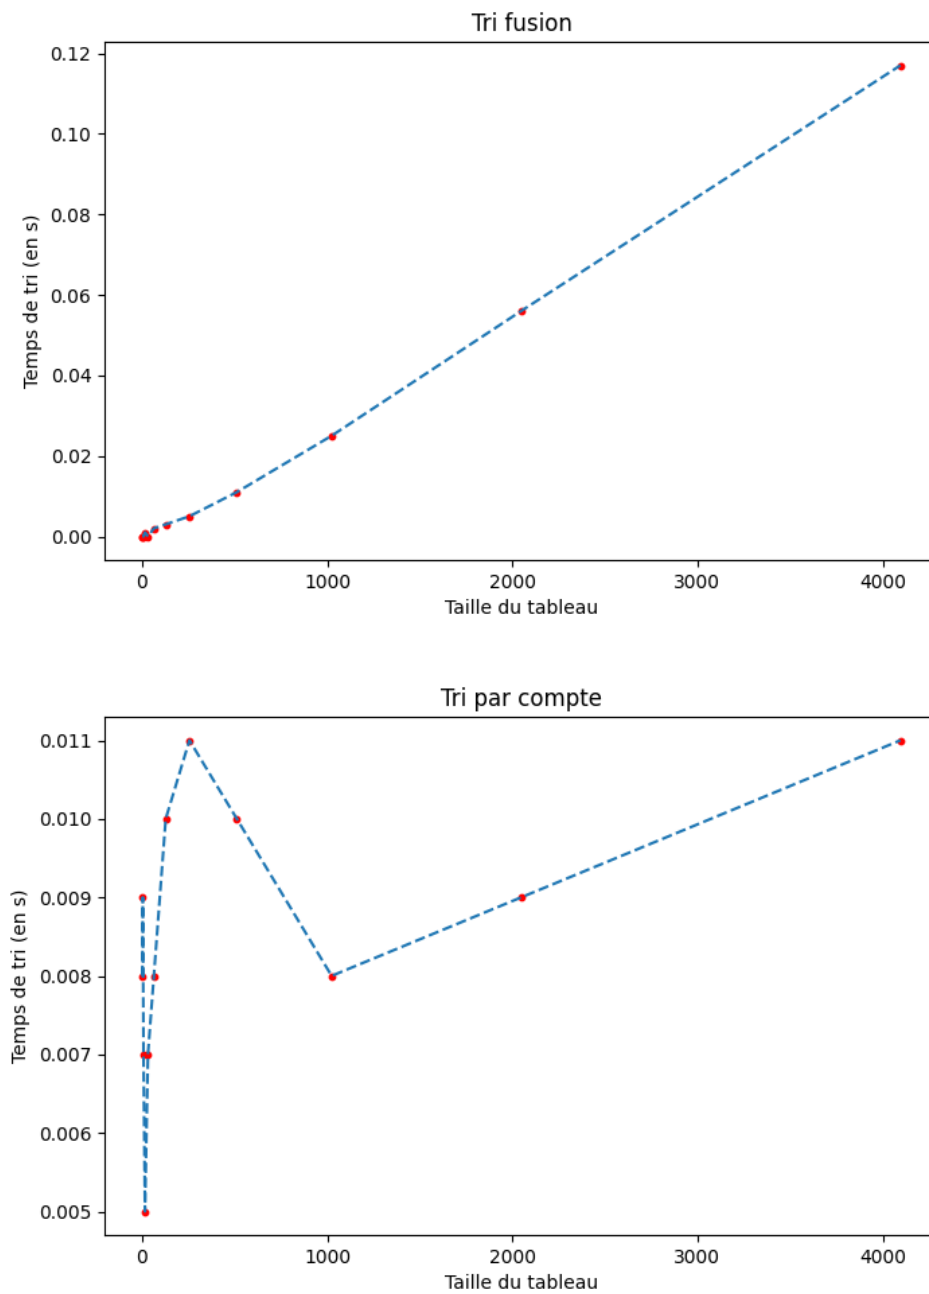 Tri fusion
0.12
0.10
0.08
0.06
0.04
0.02
0.00
Temps de tri (en s)
0 1000 2000 3000 4000
Taille du tableau
Tri par compte
0.011
0.010
0.009
0.008
0.007
0.006
0.005
Temps de tri (en s)
0 1000 2000 3000 4000
Taille du tableau